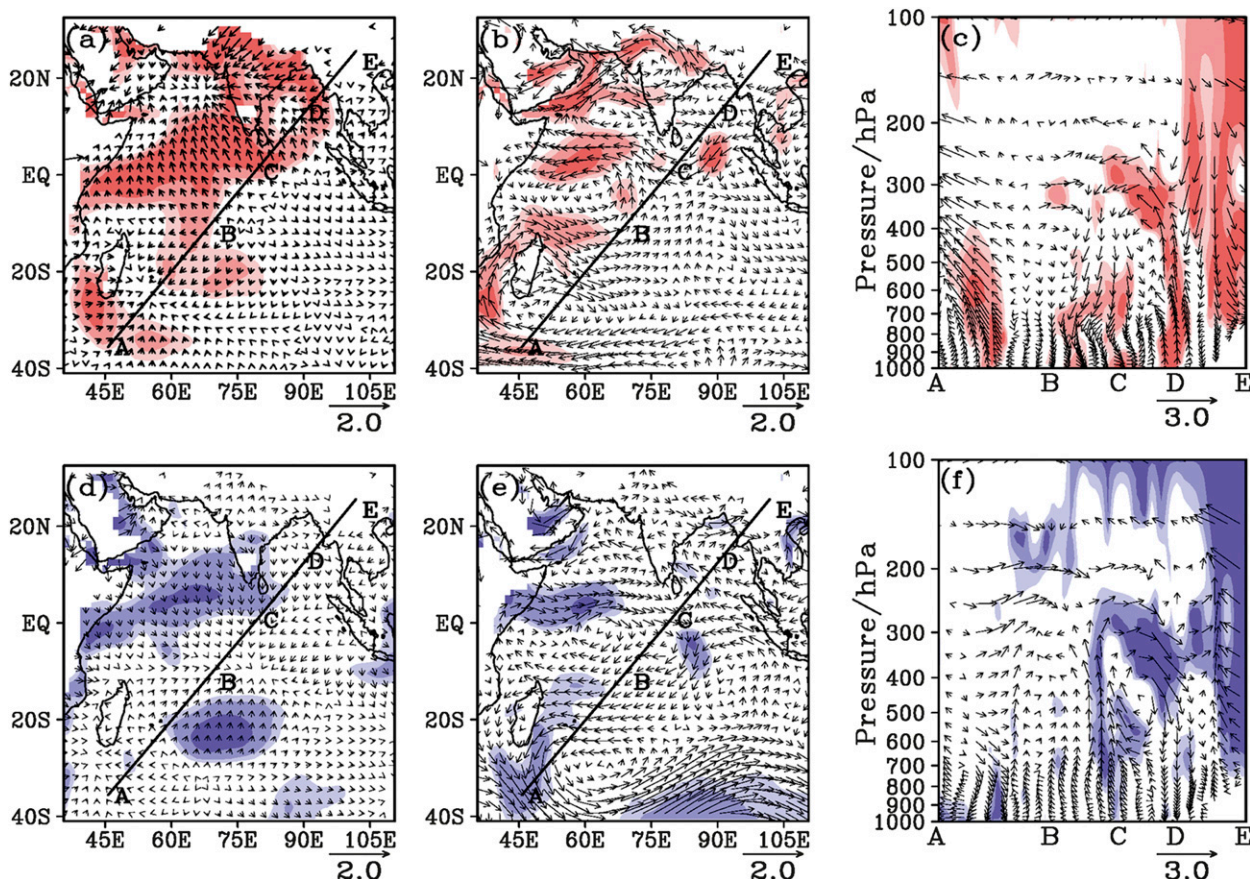 (a)
E
D
C
B
A
20N
EQ
20S
40S
45E 60E 75E 90E 105E
2.0
(b)
E
D
C
B
A
20N
EQ
20S
40S
45E 60E 75E 90E 105E
2.0
(c)
Pressure/hPa
100
200
300
400
500
600
700
800
900
1000
A B C D E
3.0
(d)
E
D
C
B
A
20N
EQ
20S
40S
45E 60E 75E 90E 105E
2.0
(e)
E
D
C
B
A
20N
EQ
20S
40S
45E 60E 75E 90E 105E
2.0
(f)
Pressure/hPa
100
200
300
400
500
600
700
800
900
1000
A B C D E
3.0